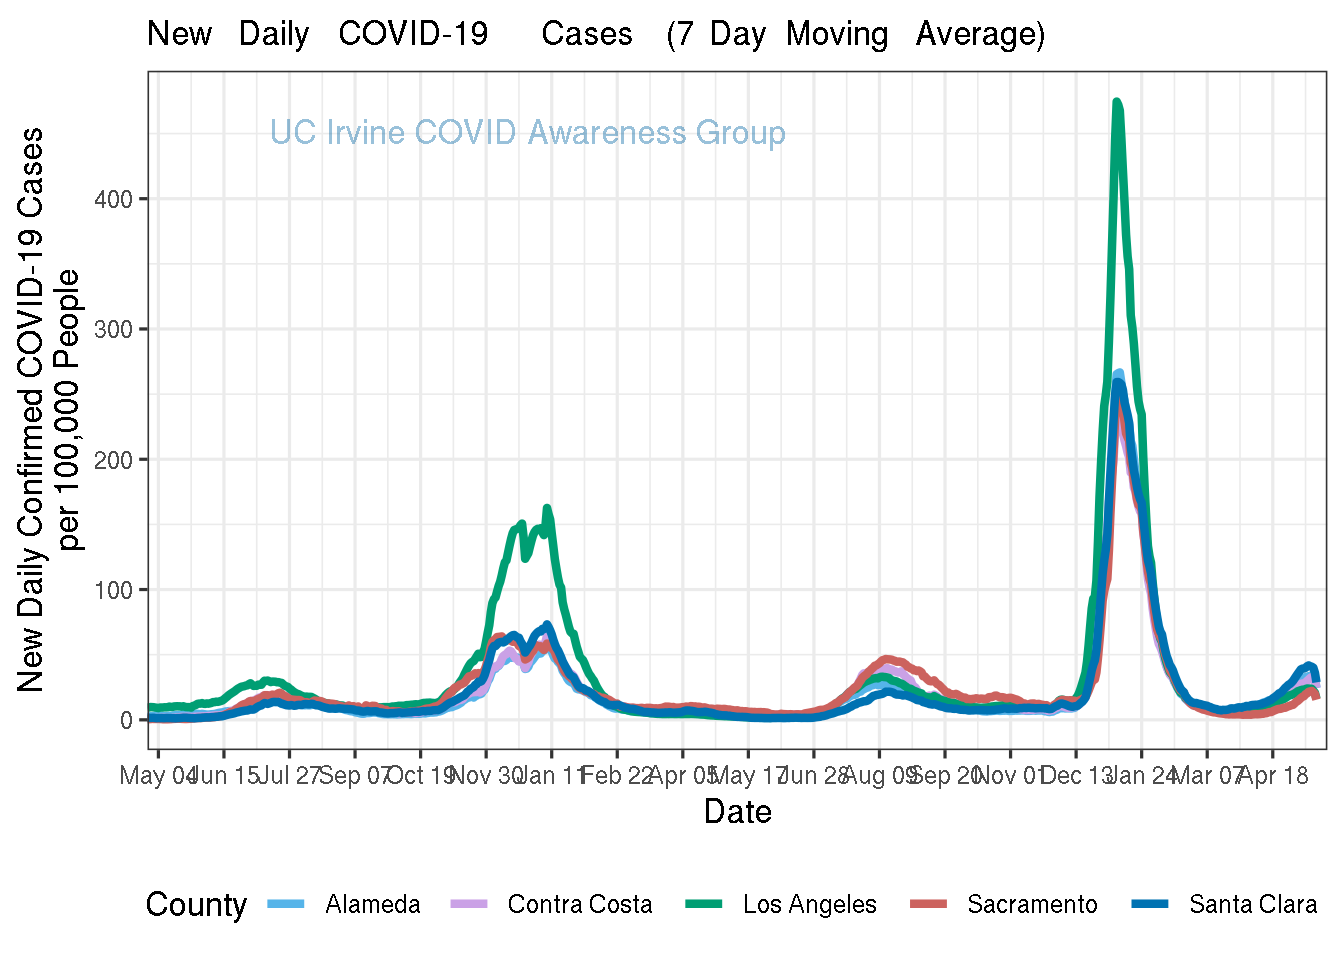 New Daily COVID-19 Cases (7 Day Moving Average)
UC Irvine COVID Awareness Group
New Daily Confirmed COVID-19 Cases
per 100,000 People
400
300
200
100
0
May 04 Jun 15 Jul 27 Sep 07 Oct 19 Nov 30 Jan 11 Feb 22 Apr 05 May 17 Jun 28 Aug 09 Sep 20 Nov 01 Dec 13 Jan 24 Mar 07 Apr 18
Date
County Alameda Contra Costa Los Angeles Sacramento Santa Clara